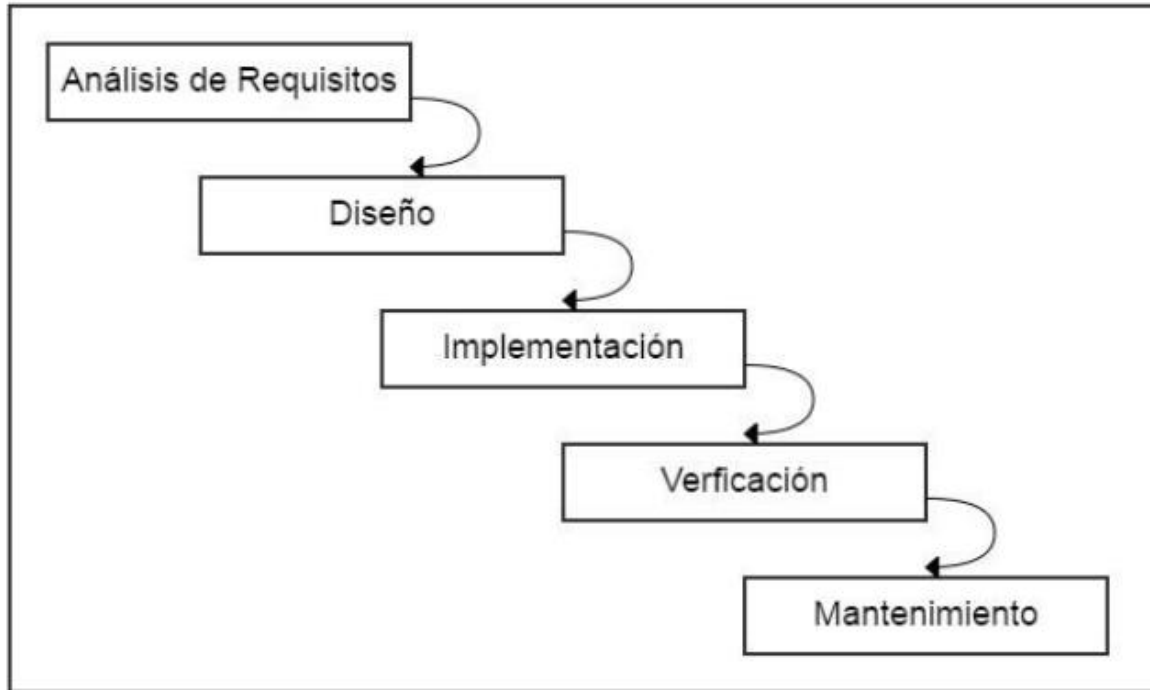 Análisis de Requisitos
Diseño
Implementación
Verficación
Mantenimiento